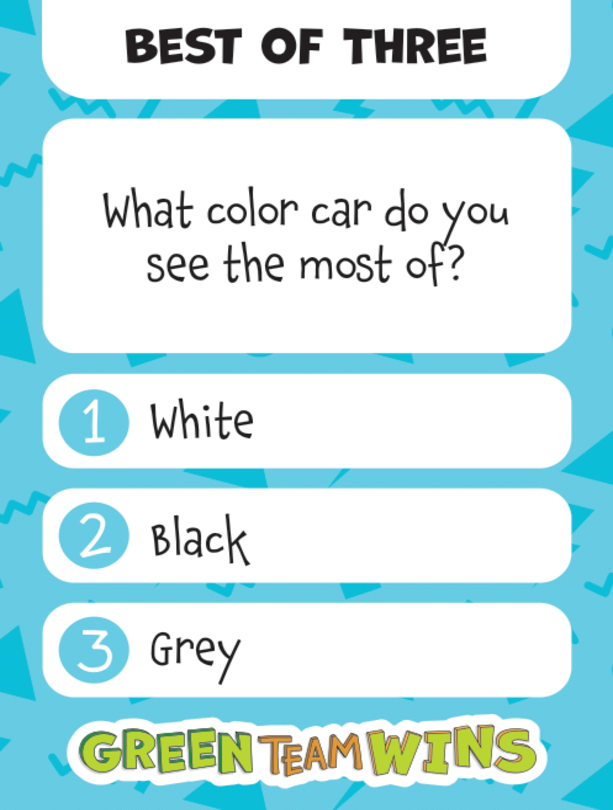 BEST OF THREE
What color car do you
see the most of?
1 White
2 Black
3 Grey
GREEN TEAM WINS